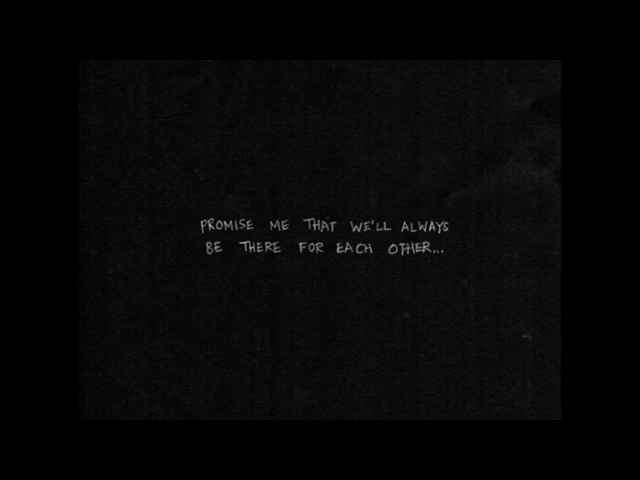 PROMISE ME THAT WE'LL ALWAYS
BE THERE FOR EACH OTHER...